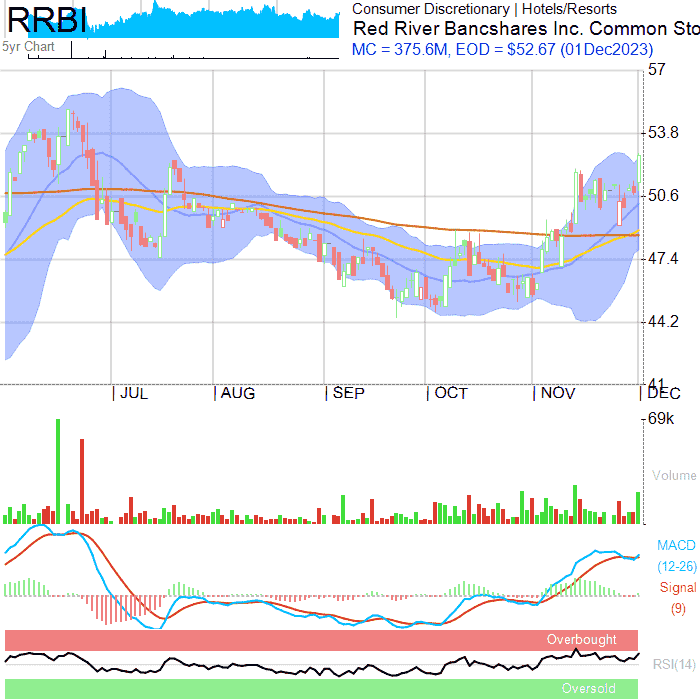 RRBI
5yr Chart
Consumer Discretionary | Hotels/Resorts
Red River Bancshares Inc. Common Sto
MC = 375.6M, EOD = $52.67 (01Dec2023)
57
53.8
50.6
47.4
44.2
41
JUL AUG SEP OCT NOV DEC
69k
Volume
MACD
(12-26)
Signal
(9)
Overbought
RSI(14)
Oversold